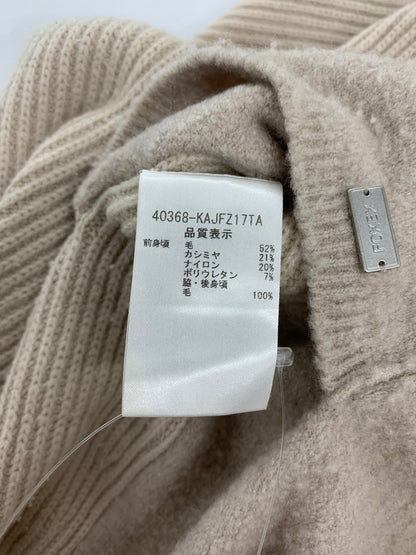 40368-KAJFZ17TA
品質表示
前身頃 毛 52%
カシミヤ 21%
ナイロン 20%
ポリウレタン 7%
脇・後身頃
毛 100%
FOXEY